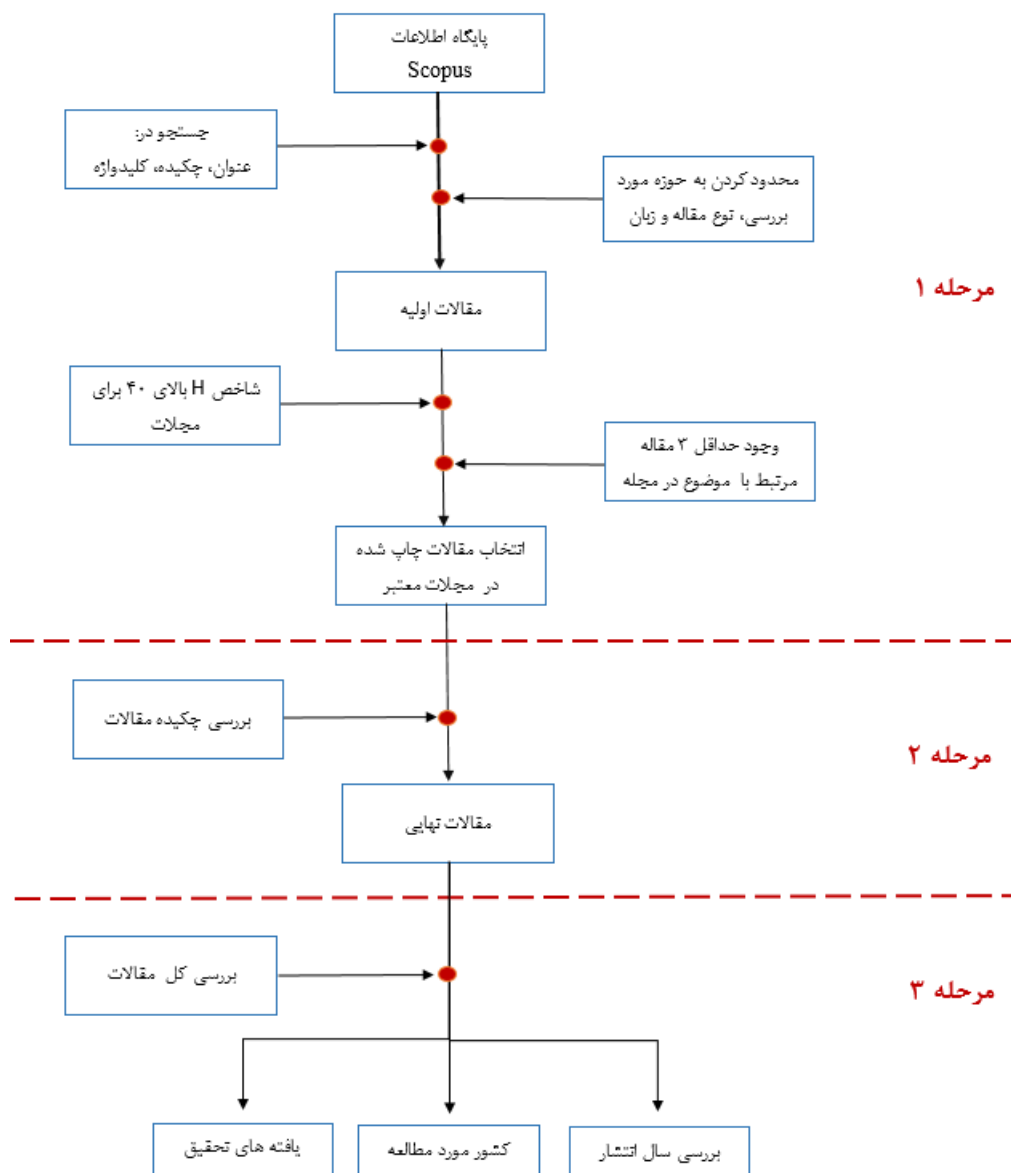 پایگاه اطلاعات
Scopus
جستجو در:
عنوان، چکیده، کلیدواژه
محدود کردن به حوزه مورد
بررسی، نوع مقاله و زبان
مرحله ۱
مقالات اولیه
شاخص H بالای ۴۰ برای
مجلات
وجود حداقل ۳ مقاله
مرتبط با موضوع در مجله
انتخاب مقالات چاپ شده
در مجلات معتبر
بررسی چکیده مقالات
مرحله ۲
مقالات نهایی
بررسی کل مقالات
مرحله ۳
بررسی سال انتشار
کشور مورد مطالعه
یافته های تحقیق